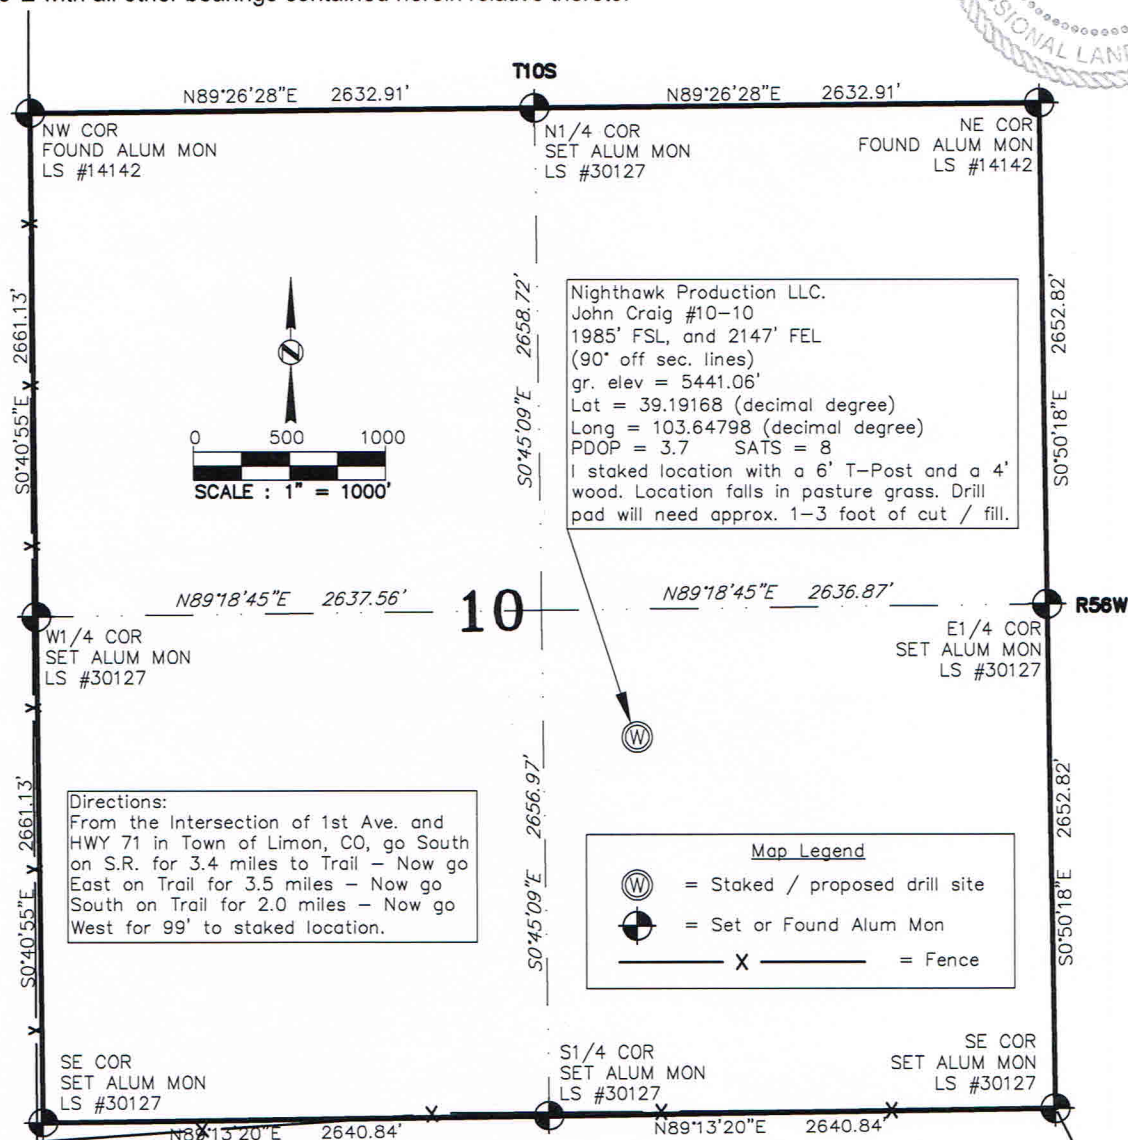 E with all other bearings contained herein relative thereto.
SIONAL LAN
T10S
N89°26'28"E 2632.91'
N89°26'28"E 2632.91'
NW COR
FOUND ALUM MON
LS #14142
N1/4 COR
SET ALUM MON
LS #30127
NE COR
FOUND ALUM MON
LS #14142
S0°40'55"E 2661.13'
S0°45'09"E 2658.72'
S0°50'18"E 2652.82'
N
0 500 1000
SCALE : 1" = 1000'
Nighthawk Production LLC.
John Craig #10-10
1985' FSL, and 2147' FEL
(90° off sec. lines)
gr. elev = 5441.06'
Lat = 39.19168 (decimal degree)
Long = 103.64798 (decimal degree)
PDOP = 3.7 SATS = 8
I staked location with a 6' T-Post and a 4'
wood. Location falls in pasture grass. Drill
pad will need approx. 1-3 foot of cut / fill.
N89°18'45"E 2637.56'
10
N89°18'45"E 2636.87'
R56W
W1/4 COR
SET ALUM MON
LS #30127
E1/4 COR
SET ALUM MON
LS #30127
W
S0°40'55"E 2661.13'
S0°45'09"E 2656.97'
S0°50'18"E 2652.82'
Directions:
From the Intersection of 1st Ave. and
HWY 71 in Town of Limon, CO, go South
on S.R. for 3.4 miles to Trail - Now go
East on Trail for 3.5 miles - Now go
South on Trail for 2.0 miles - Now go
West for 99' to staked location.
Map Legend
W = Staked / proposed drill site
= Set or Found Alum Mon
X = Fence
SE COR
SET ALUM MON
LS #30127
S1/4 COR
SET ALUM MON
LS #30127
SE COR
SET ALUM MON
LS #30127
N89°13'20"E 2640.84'
N89°13'20"E 2640.84'